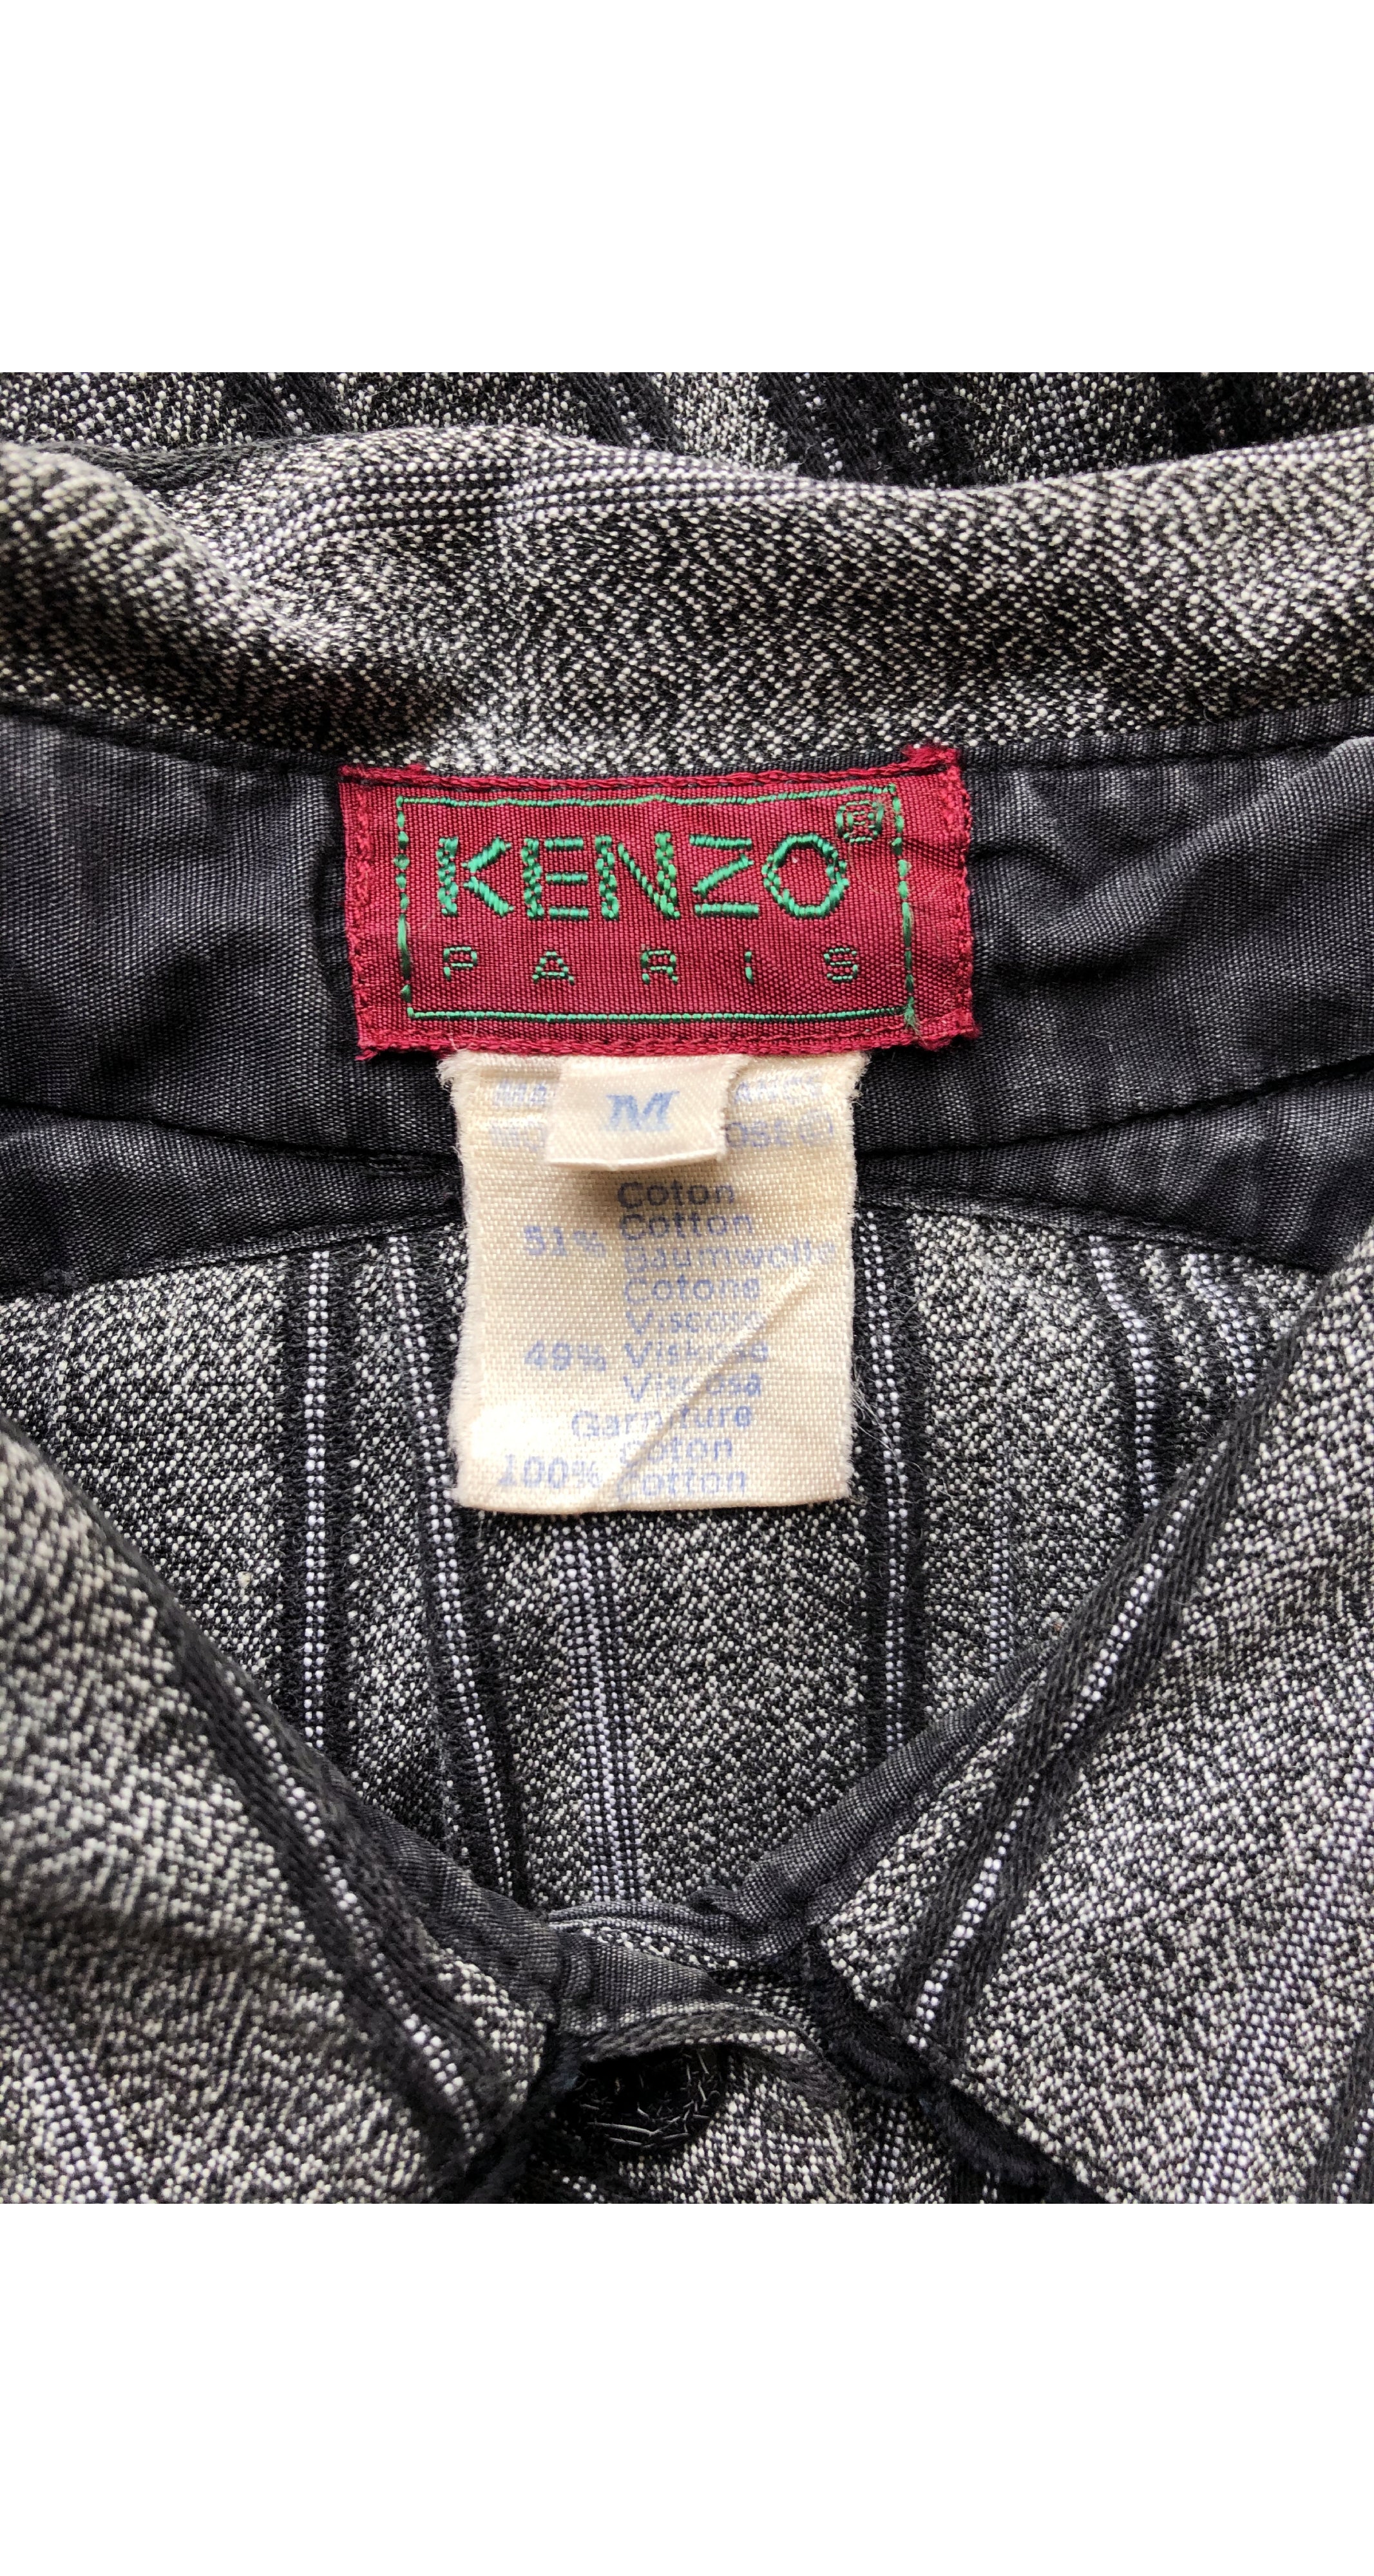 KENZO®
PARIS
M
Coton
51% Cotton
Baumwolle
Cotone
Viscose
49% Viskose
Viscosa
Garniture
Coton
100% Cotton